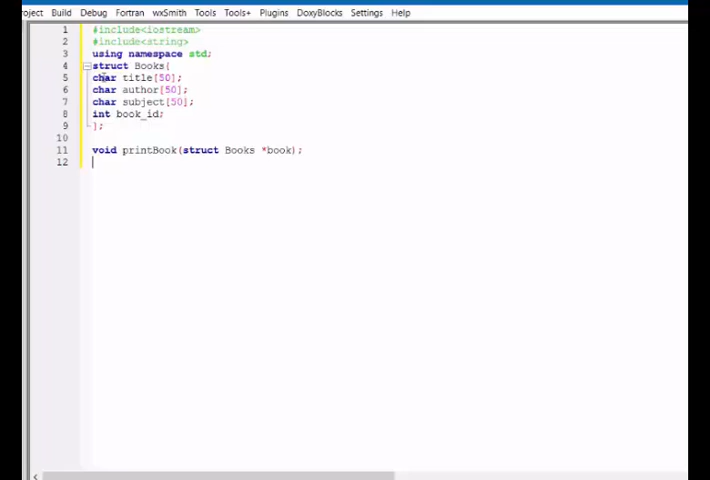 roject Build Debug Fortran wxSmith Tools Tools+ Plugins DoxyBlocks Settings Help
1 #include<iostream>
2 #include<string>
3 using namespace std;
4 struct Books{
5 char title[50];
6 char author[50];
7 char subject[50];
8 int book_id;
9 };
10
11 void printBook(struct Books *book);
12